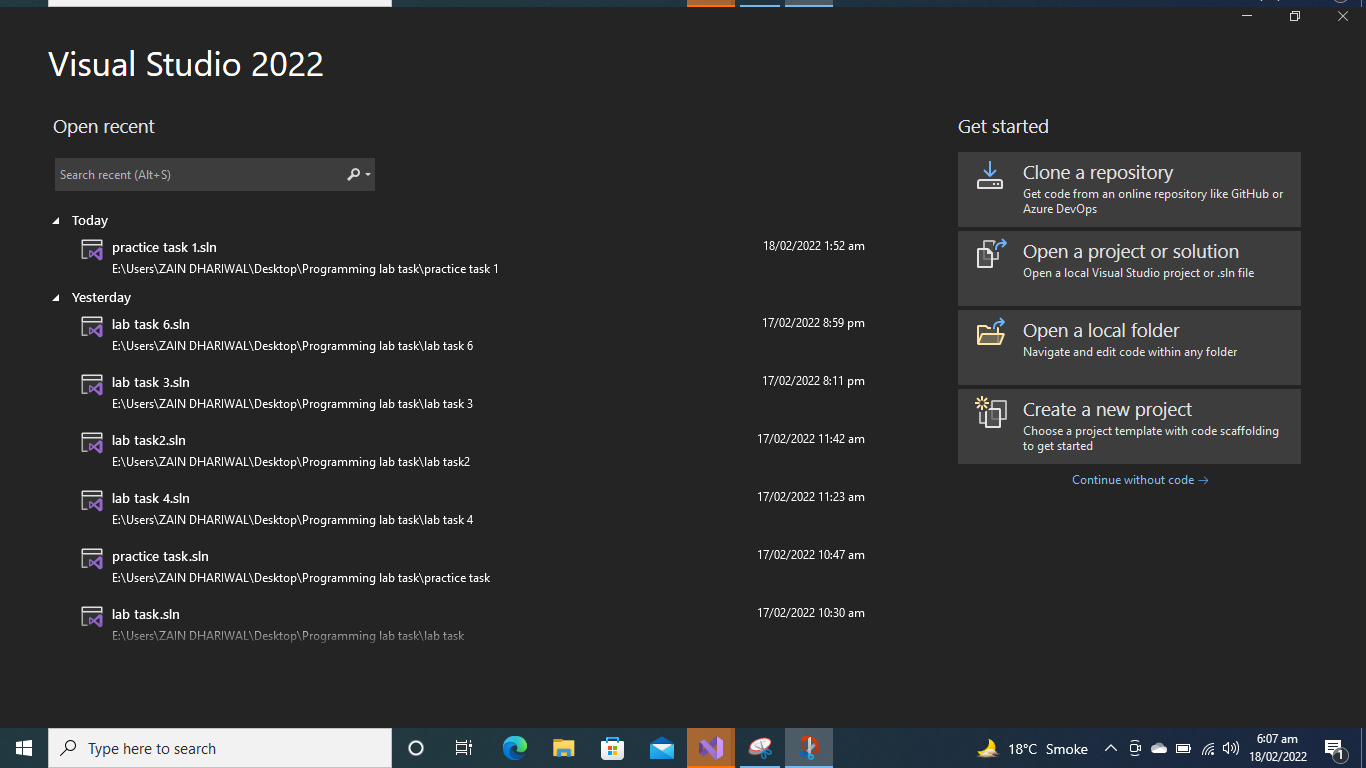 Visual Studio 2022
Open recent
Search recent (Alt+S)
Today
practice task 1.sln
18/02/2022 1:52 am
E:\Users\ZAIN DHARIWAL\Desktop\Programming lab task\practice task 1
Yesterday
lab task 6.sln
17/02/2022 8:59 pm
E:\Users\ZAIN DHARIWAL\Desktop\Programming lab task\lab task 6
lab task 3.sln
17/02/2022 8:11 pm
E:\Users\ZAIN DHARIWAL\Desktop\Programming lab task\lab task 3
lab task2.sln
17/02/2022 11:42 am
E:\Users\ZAIN DHARIWAL\Desktop\Programming lab task\lab task2
lab task 4.sln
17/02/2022 11:23 am
E:\Users\ZAIN DHARIWAL\Desktop\Programming lab task\lab task 4
practice task.sln
17/02/2022 10:47 am
E:\Users\ZAIN DHARIWAL\Desktop\Programming lab task\practice task
lab task.sln
17/02/2022 10:30 am
E:\Users\ZAIN DHARIWAL\Desktop\Programming lab task\lab task
Get started
Clone a repository
Get code from an online repository like GitHub or
Azure DevOps
Open a project or solution
Open a local Visual Studio project or .sln file
Open a local folder
Navigate and edit code within any folder
Create a new project
Choose a project template with code scaffolding
to get started
Continue without code →
Type here to search
18°C Smoke
6:07 am
18/02/2022
1